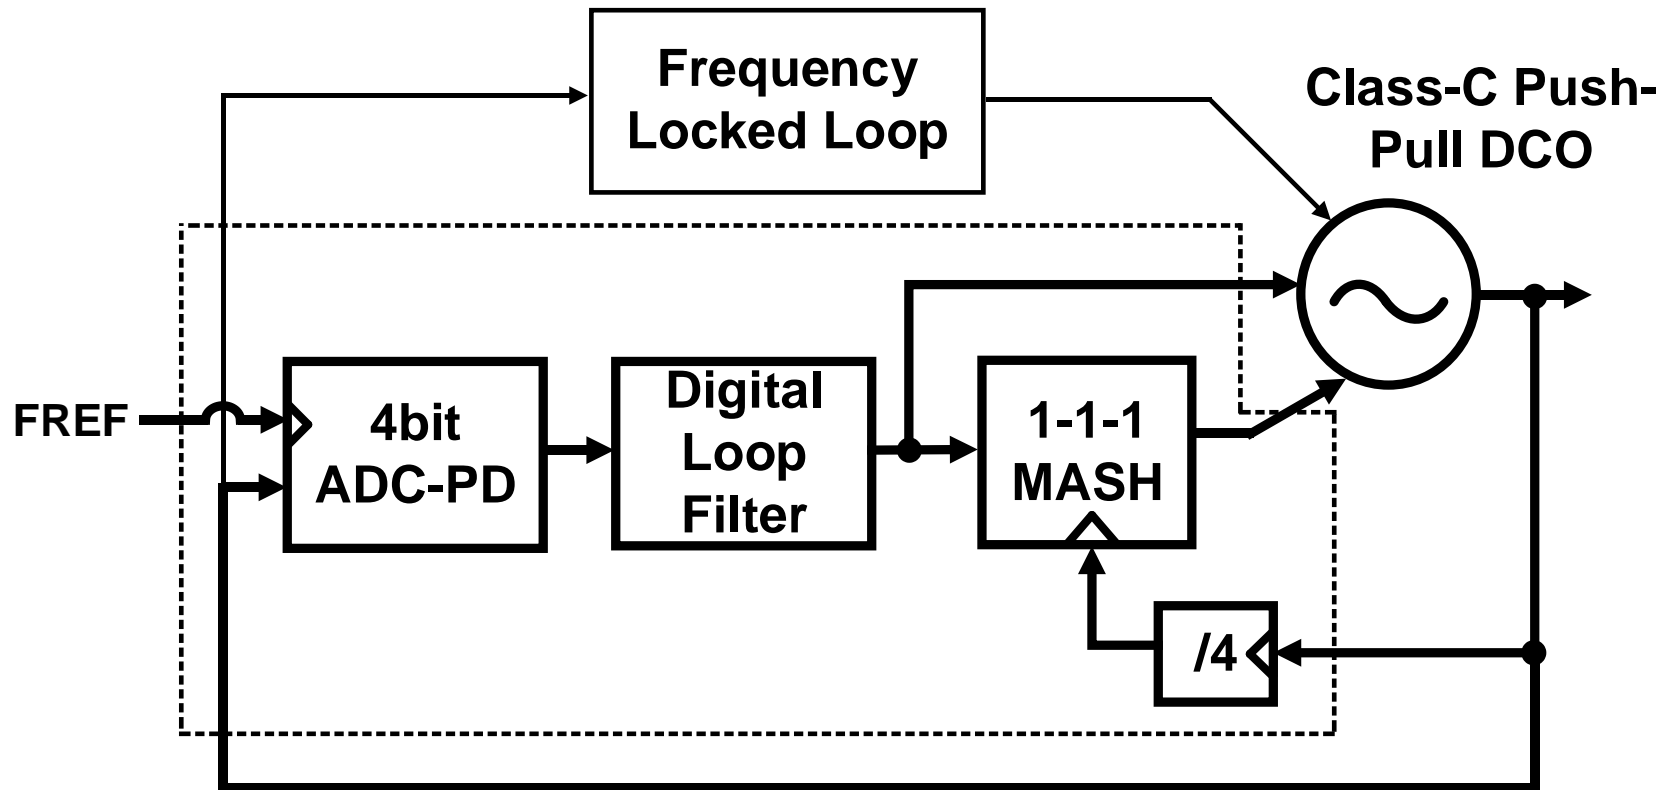 Frequency
Locked Loop
Class-C Push-
Pull DCO
FREF
4bit
ADC-PD
Digital
Loop
Filter
1-1-1
MASH
/4